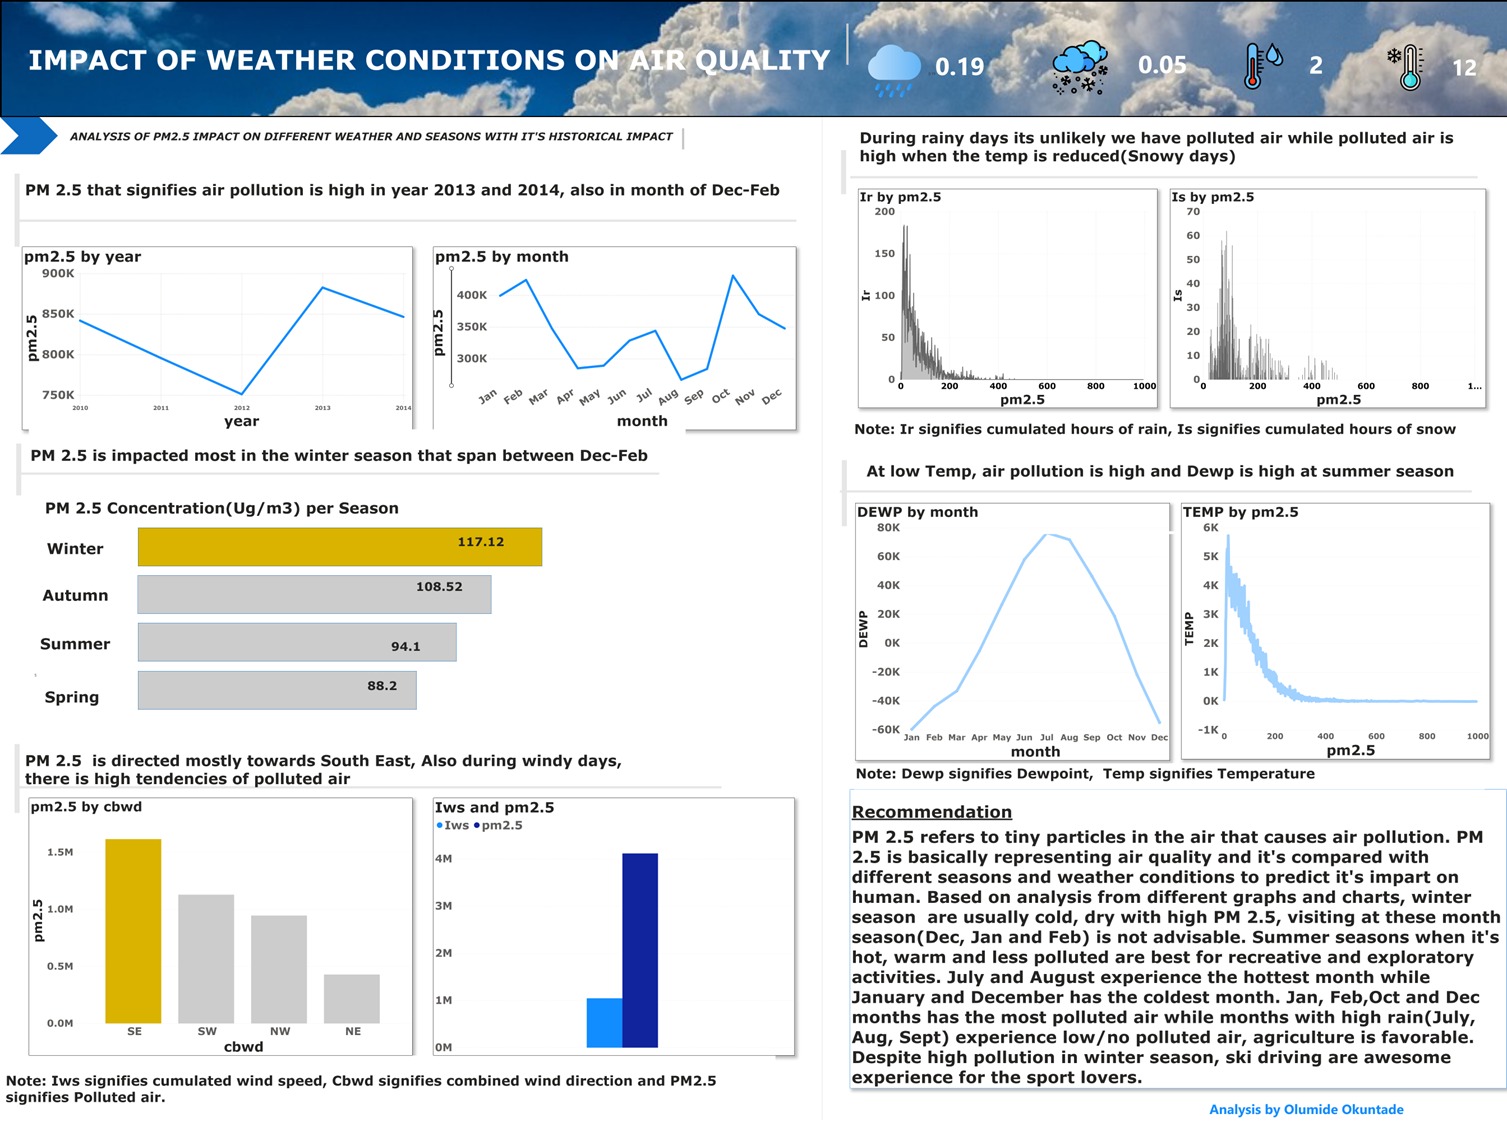 IMPACT OF WEATHER CONDITIONS ON AIR QUALITY
0.19
0.05
2
12
ANALYSIS OF PM2.5 IMPACT ON DIFFERENT WEATHER AND SEASONS WITH IT'S HISTORICAL IMPACT
PM 2.5 that signifies air pollution is high in year 2013 and 2014, also in month of Dec-Feb
pm2.5 by year
900K
850K
800K
750K
pm2.5
2010 2011 2012 2013 2014
year
pm2.5 by month
400K
350K
300K
pm2.5
Jan Feb Mar Apr May Jun Jul Aug Sep Oct Nov Dec
month
PM 2.5 is impacted most in the winter season that span between Dec-Feb
PM 2.5 Concentration(Ug/m3) per Season
Winter 117.12
Autumn 108.52
Summer 94.1
Spring 88.2
PM 2.5 is directed mostly towards South East, Also during windy days,
there is high tendencies of polluted air
pm2.5 by cbwd
1.5M
1.0M
0.5M
0.0M
pm2.5
SE SW NW NE
cbwd
Iws and pm2.5
Iws pm2.5
4M
3M
2M
1M
0M
Note: Iws signifies cumulated wind speed, Cbwd signifies combined wind direction and PM2.5
signifies Polluted air.
During rainy days its unlikely we have polluted air while polluted air is
high when the temp is reduced(Snowy days)
Ir by pm2.5
200
150
100
50
0
Ir
0 200 400 600 800 1000
pm2.5
Is by pm2.5
70
60
50
40
30
20
10
0
Is
0 200 400 600 800 1...
pm2.5
Note: Ir signifies cumulated hours of rain, Is signifies cumulated hours of snow
At low Temp, air pollution is high and Dewp is high at summer season
DEWP by month
80K
60K
40K
20K
0K
-20K
-40K
-60K
DEWP
Jan Feb Mar Apr May Jun Jul Aug Sep Oct Nov Dec
month
TEMP by pm2.5
6K
5K
4K
3K
2K
1K
0K
-1K
TEMP
0 200 400 600 800 1000
pm2.5
Note: Dewp signifies Dewpoint, Temp signifies Temperature
Recommendation
PM 2.5 refers to tiny particles in the air that causes air pollution. PM
2.5 is basically representing air quality and it's compared with
different seasons and weather conditions to predict it's impart on
human. Based on analysis from different graphs and charts, winter
season are usually cold, dry with high PM 2.5, visiting at these month
season(Dec, Jan and Feb) is not advisable. Summer seasons when it's
hot, warm and less polluted are best for recreative and exploratory
activities. July and August experience the hottest month while
January and December has the coldest month. Jan, Feb,Oct and Dec
months has the most polluted air while months with high rain(July,
Aug, Sept) experience low/no polluted air, agriculture is favorable.
Despite high pollution in winter season, ski driving are awesome
experience for the sport lovers.
Analysis by Olumide Okuntade